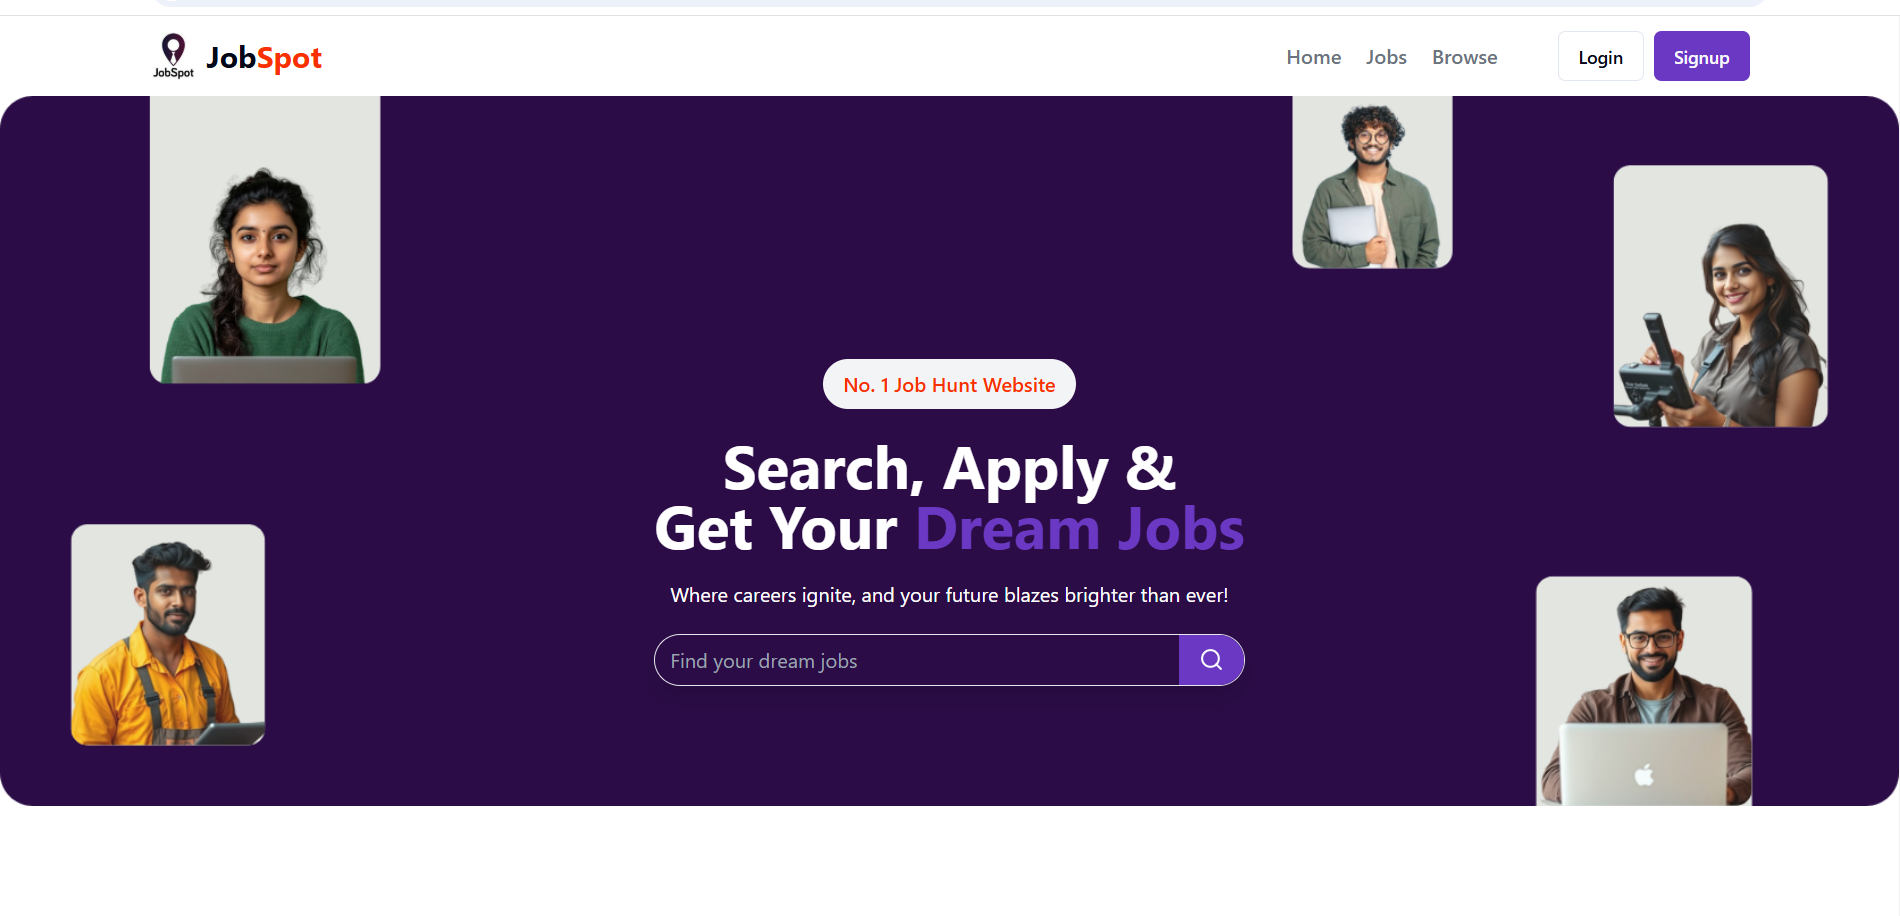 JobSpot
JobSpot
Home
Jobs
Browse
Login
Signup
No. 1 Job Hunt Website
Search, Apply &
Get Your Dream Jobs
Where careers ignite, and your future blazes brighter than ever!
Find your dream jobs